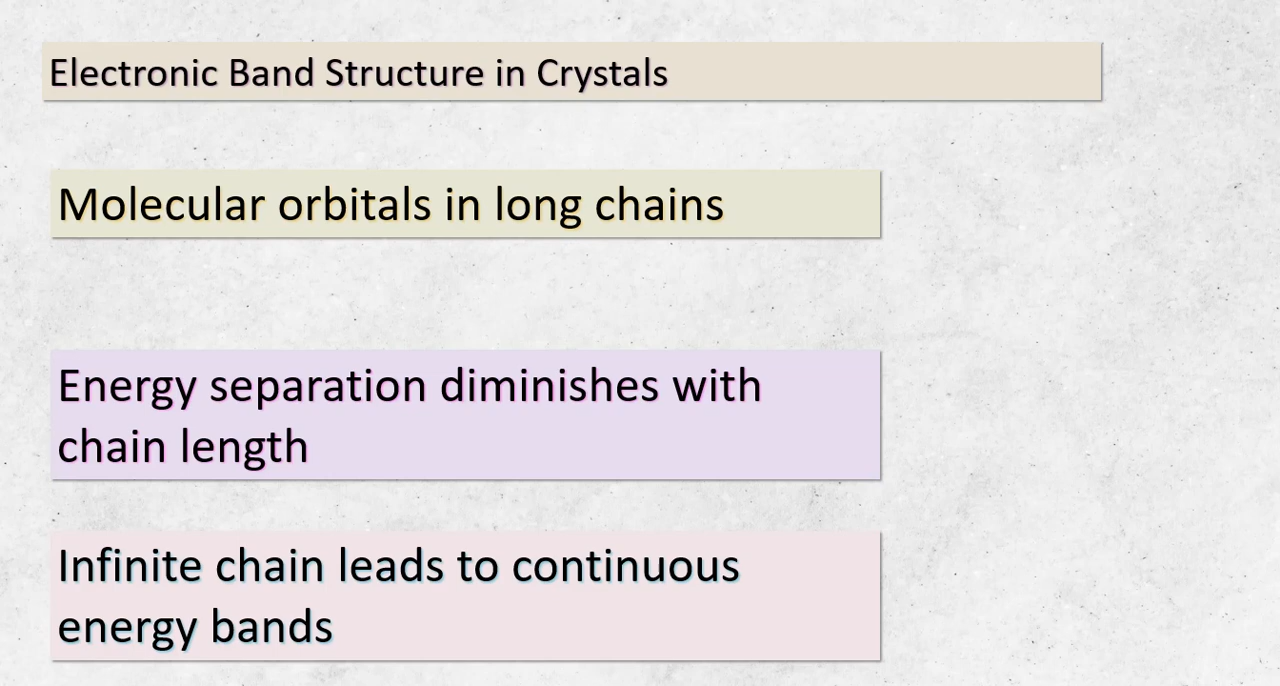 Electronic Band Structure in Crystals
Molecular orbitals in long chains
Energy separation diminishes with
chain length
Infinite chain leads to continuous
energy bands